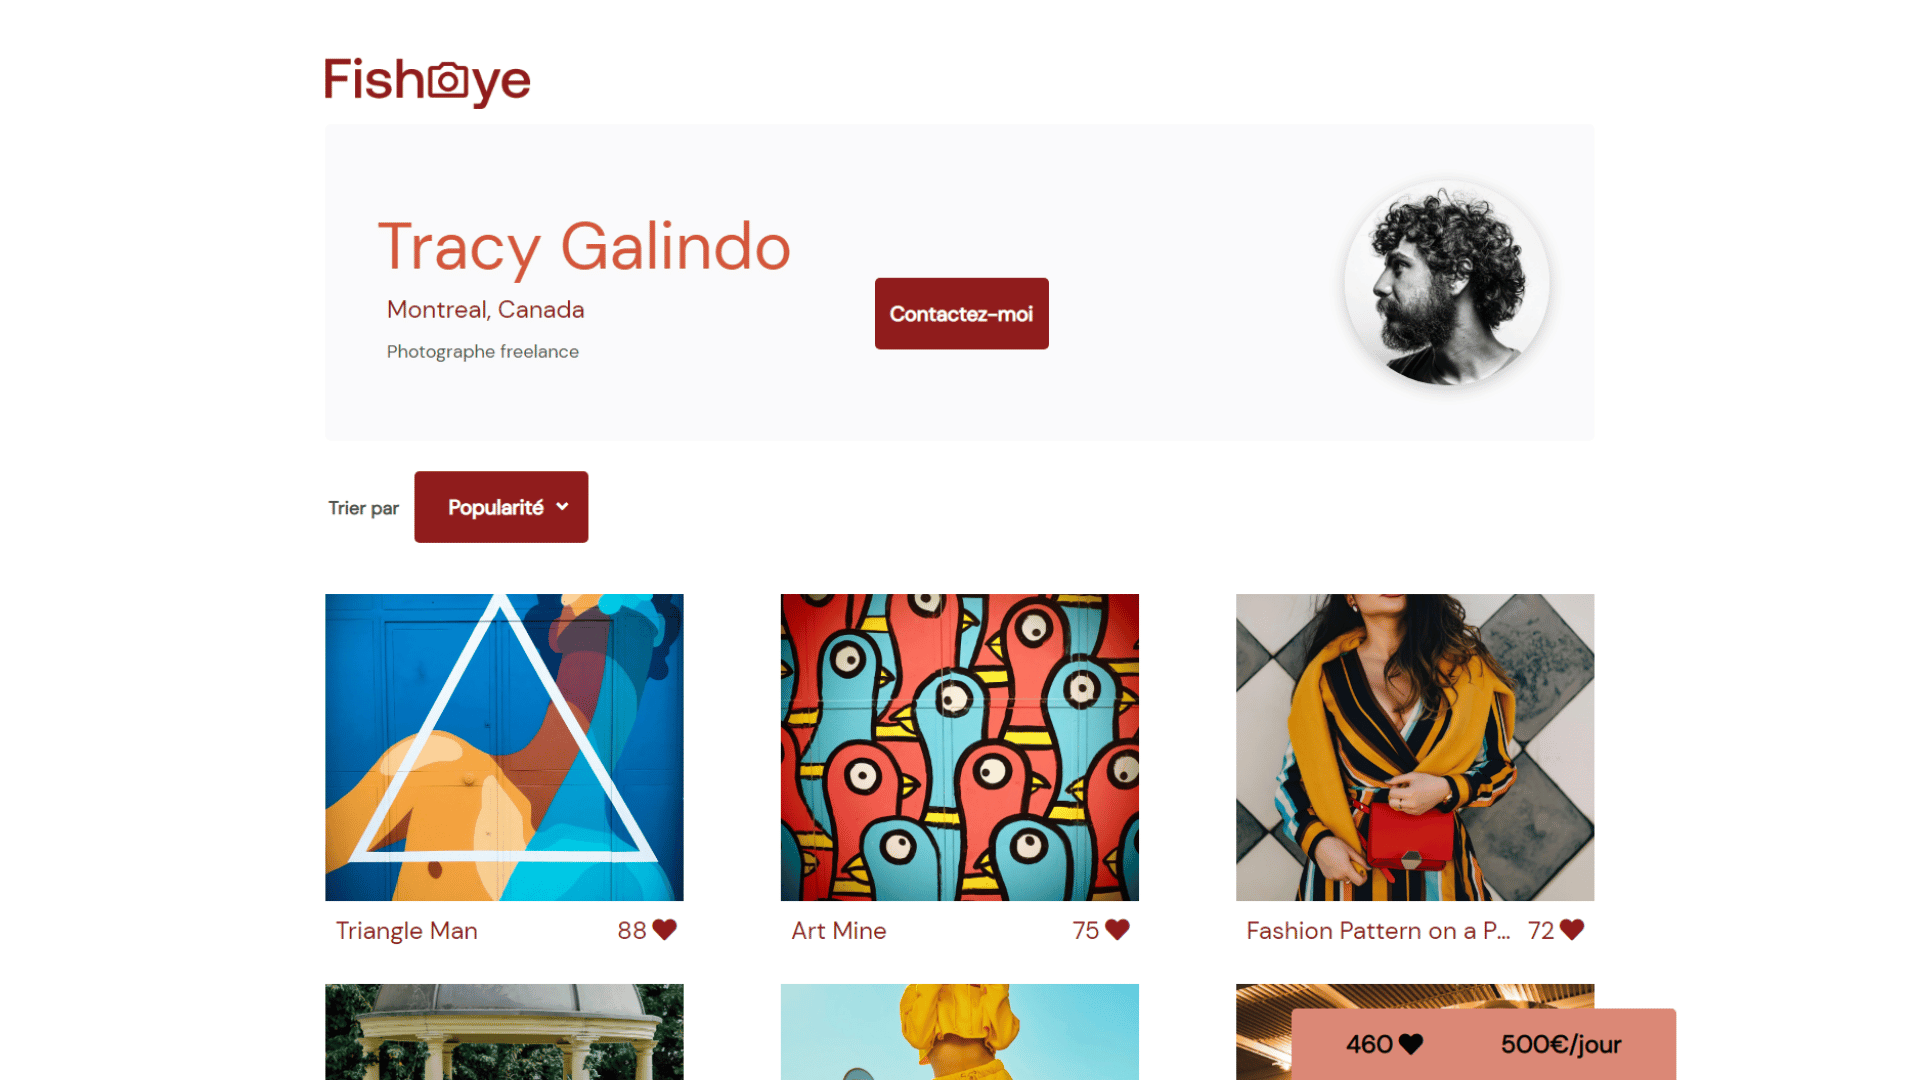 Fisheye
Tracy Galindo
Montreal, Canada
Photographe freelance
Contactez-moi
Trier par
Popularité
Triangle Man
88
Art Mine
75
Fashion Pattern on a P...
72
460
500€/jour